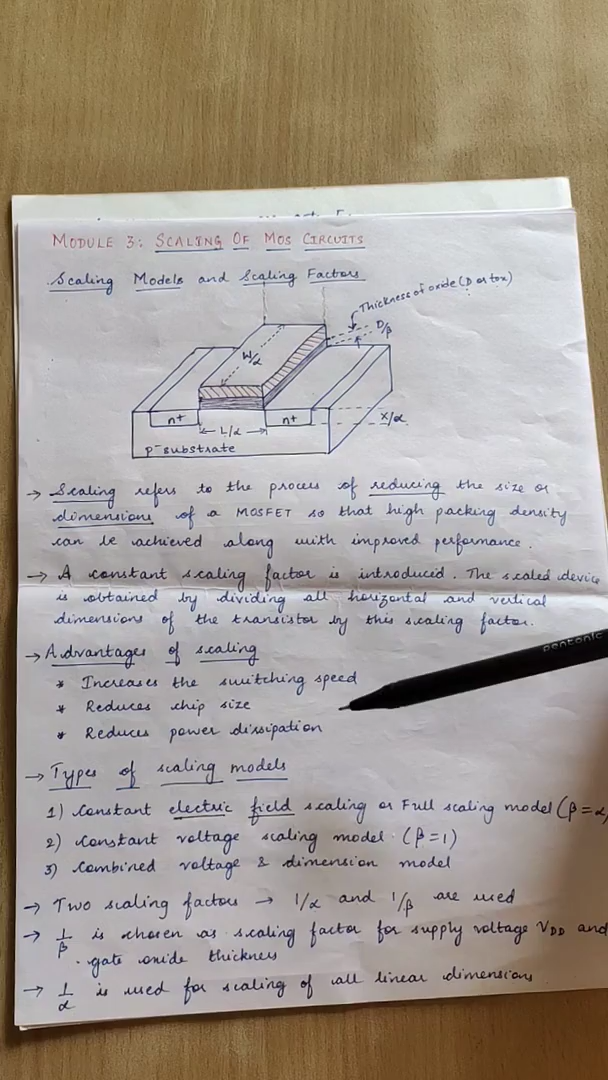 MODULE 3: SCALING OF MOS CIRCUITS
Scaling Models and Scaling Factors
Thickness of oxide (D or tox)
D/β
W/α
n+
L/α
n+
X/α
p-substrate
→ Scaling refers to the process of reducing the size or
dimensions of a MOSFET so that high packing density
can be achieved along with improved performance.
→ A constant scaling factor is introduced. The scaled device
is obtained by dividing all horizontal and vertical
dimensions of the transistor by this scaling factor.
→ Advantages of scaling
* Increases the switching speed
* Reduces chip size
* Reduces power dissipation
pentonic
→ Types of scaling models
1) Constant electric field scaling or Full scaling model (β=α)
2) Constant voltage scaling model. (β=1)
3) Combined voltage & dimension model
→ Two scaling factors → 1/α and 1/β are used
→ 1/β is chosen as scaling factor for supply voltage VDD and
gate oxide thickness
→ 1/α is used for scaling of all linear dimensions